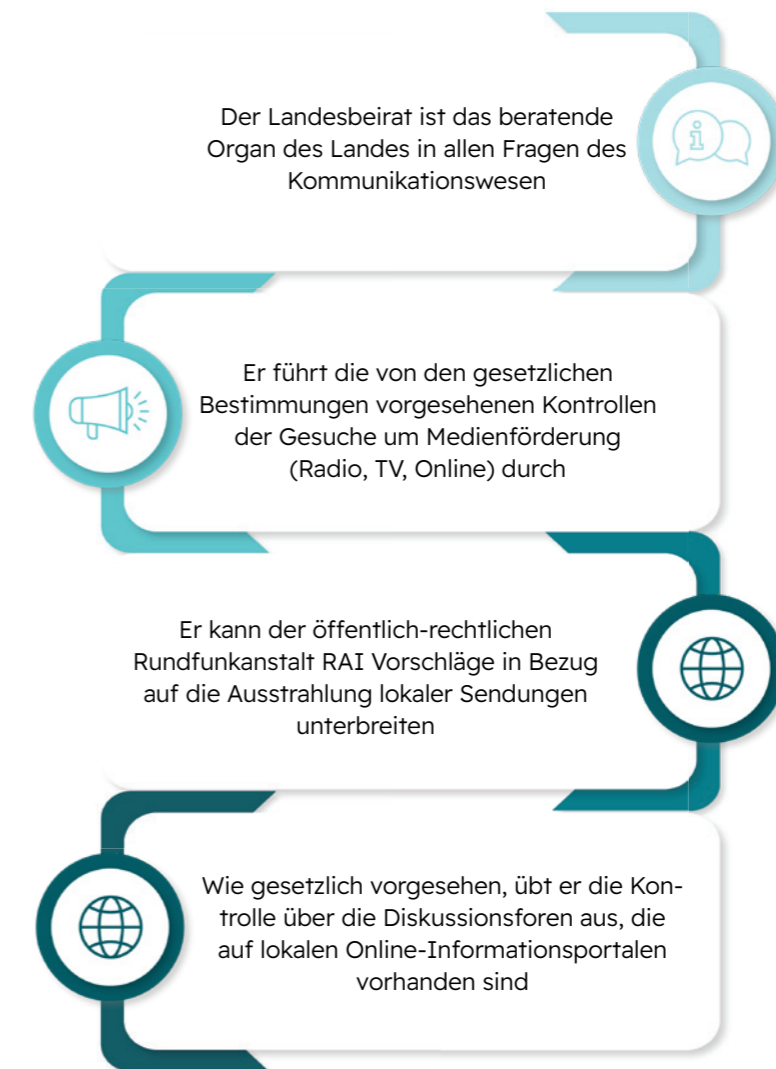 Der Landesbeirat ist das beratende
Organ des Landes in allen Fragen des
Kommunikationswesen
Er führt die von den gesetzlichen
Bestimmungen vorgesehenen Kontrollen
der Gesuche um Medienförderung
(Radio, TV, Online) durch
Er kann der öffentlich-rechtlichen
Rundfunkanstalt RAI Vorschläge in Bezug
auf die Ausstrahlung lokaler Sendungen
unterbreiten
Wie gesetzlich vorgesehen, übt er die Kon-
trolle über die Diskussionsforen aus, die
auf lokalen Online-Informationsportalen
vorhanden sind